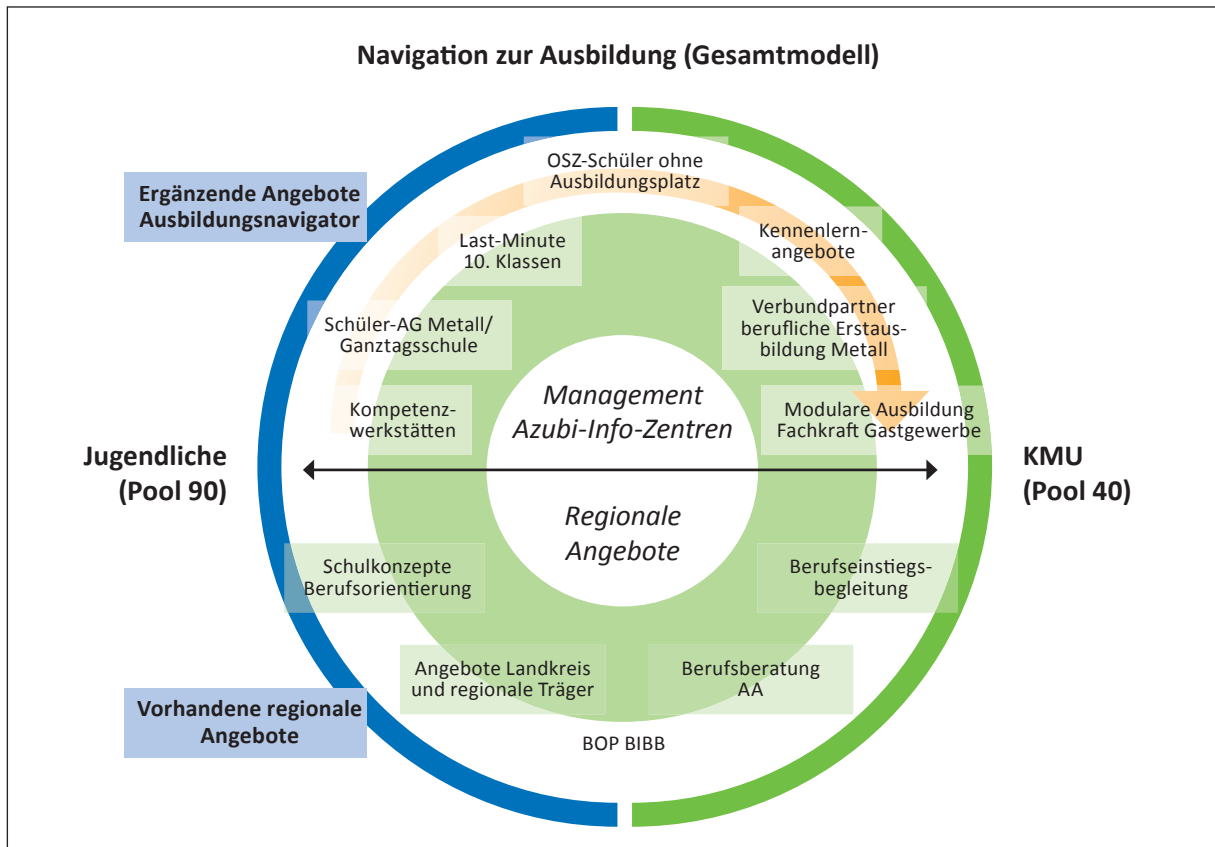 Navigation zur Ausbildung (Gesamtmodell)
Ergänzende Angebote
Ausbildungsnavigator
OSZ-Schüler ohne
Ausbildungsplatz
Last-Minute
10. Klassen
Kennenlern-
angebote
Schüler-AG Metall/
Ganztagsschule
Verbundpartner
berufliche Erstaus-
bildung Metall
Kompetenz-
werkstätten
Management
Azubi-Info-Zentren
Modulare Ausbildung
Fachkraft Gastgewerbe
Jugendliche
(Pool 90)
KMU
(Pool 40)
Regionale
Angebote
Schulkonzepte
Berufsorientierung
Berufseinstiegs-
begleitung
Angebote Landkreis
und regionale Träger
Berufsberatung
AA
Vorhandene regionale
Angebote
BOP BIBB